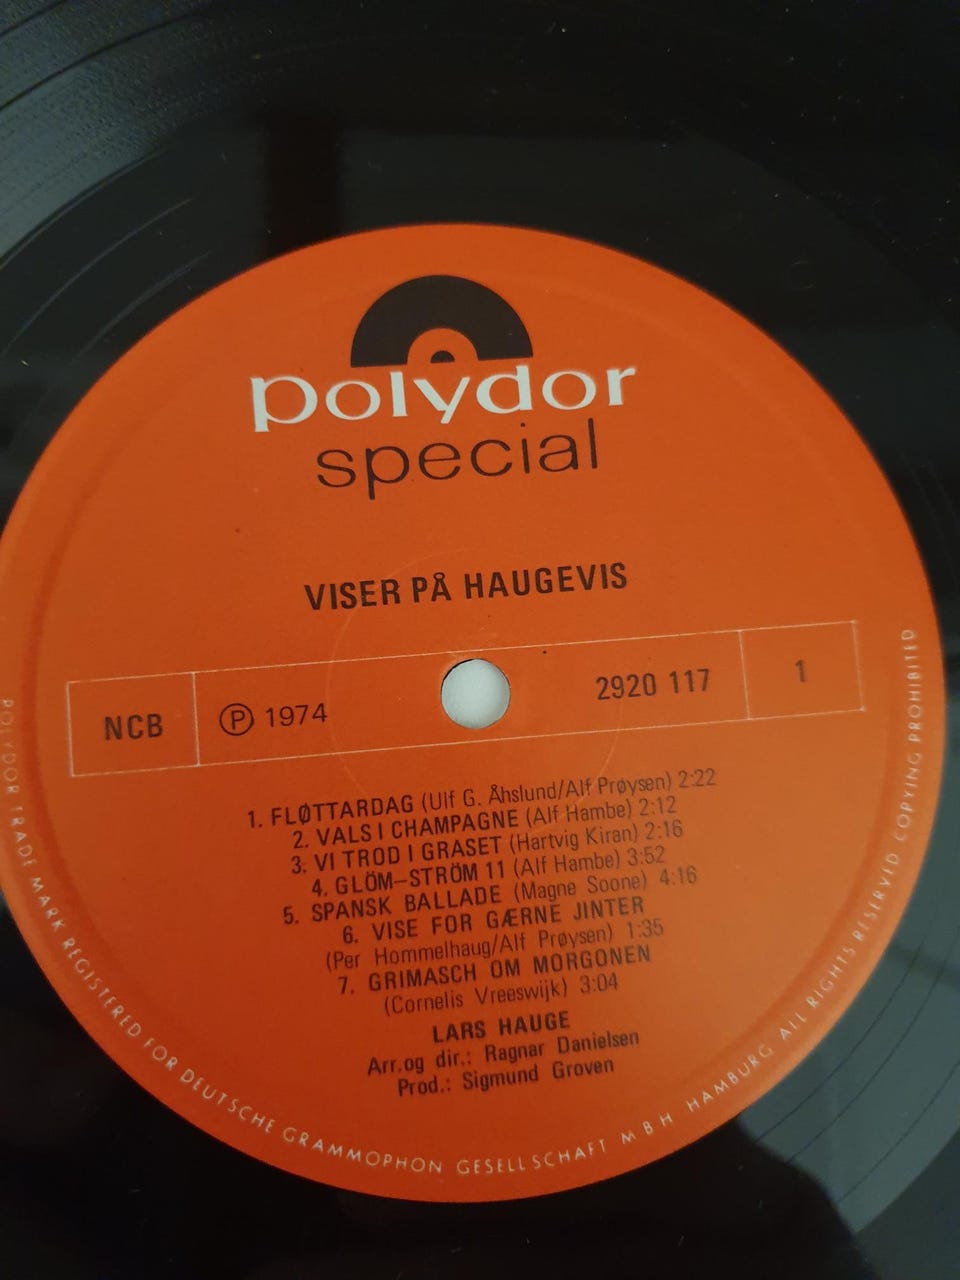 polydor
special
VISER PÅ HAUGEVIS
NCB ℗ 1974 2920 117 1
1. FLØTTARDAG (Ulf G. Åhslund/Alf Prøysen) 2:22
2. VALS I CHAMPAGNE (Alf Hambe) 2:12
3. VI TROD I GRASET (Hartvig Kiran) 2:16
4. GLÖM–STRÖM 11 (Alf Hambe) 3:52
5. SPANSK BALLADE (Magne Soone) 4:16
6. VISE FOR GÆRNE JINTER
(Per Hommelhaug/Alf Prøysen) 1:35
7. GRIMASCH OM MORGONEN
(Cornelis Vreeswijk) 3:04
LARS HAUGE
Arr.og dir.: Ragnar Danielsen
Prod.: Sigmund Groven
POLYDOR TRADE MARK REGISTERED FOR DEUTSCHE GRAMMOPHON GESELLSCHAFT MBH HAMBURG ALL RIGHTS RESERVED COPYING PROHIBITED